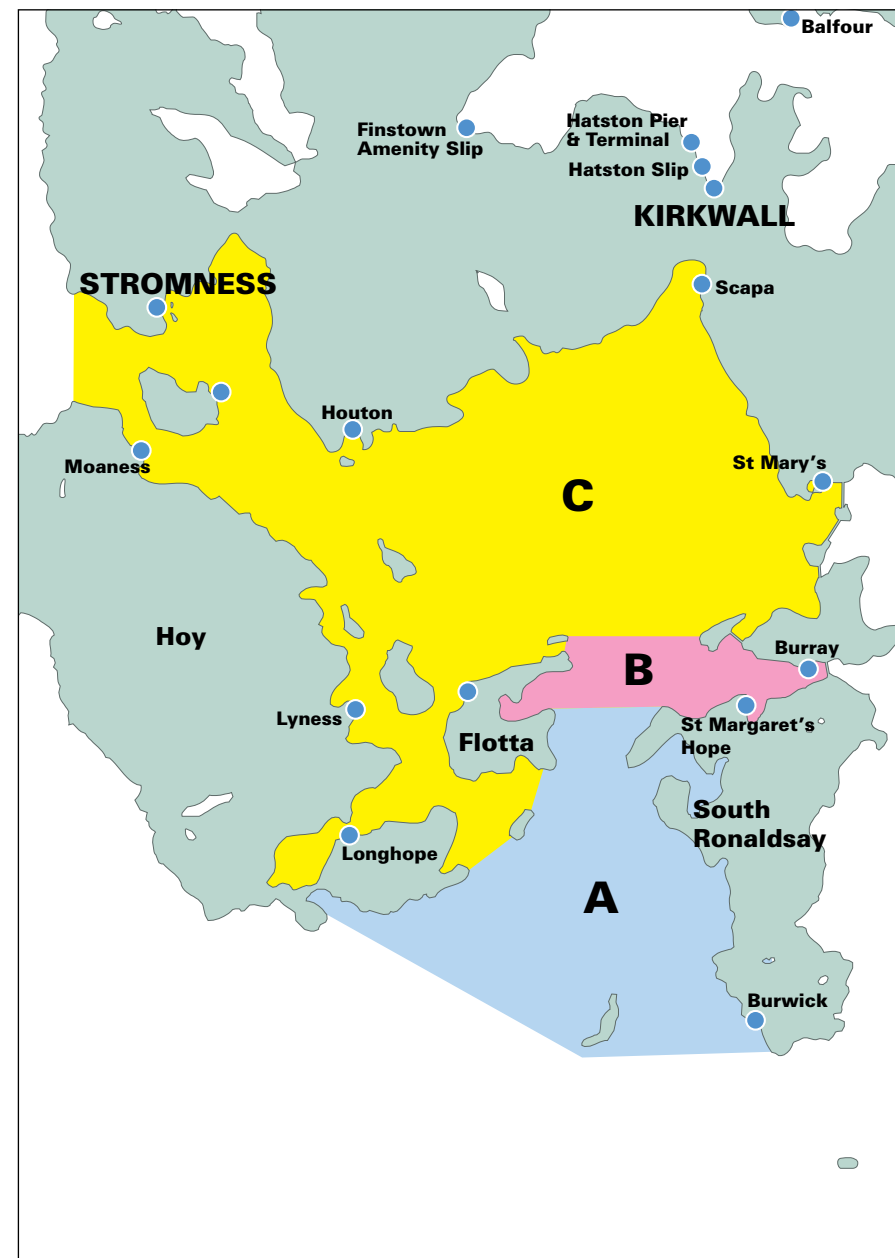 Balfour
Finstown
Amenity Slip
Hatston Pier
& Terminal
Hatston Slip
KIRKWALL
STROMNESS
Scapa
Houton
Moaness
St Mary's
C
Hoy
Burray
B
Lyness
Flotta
St Margaret's
Hope
South
Ronaldsay
Longhope
A
Burwick